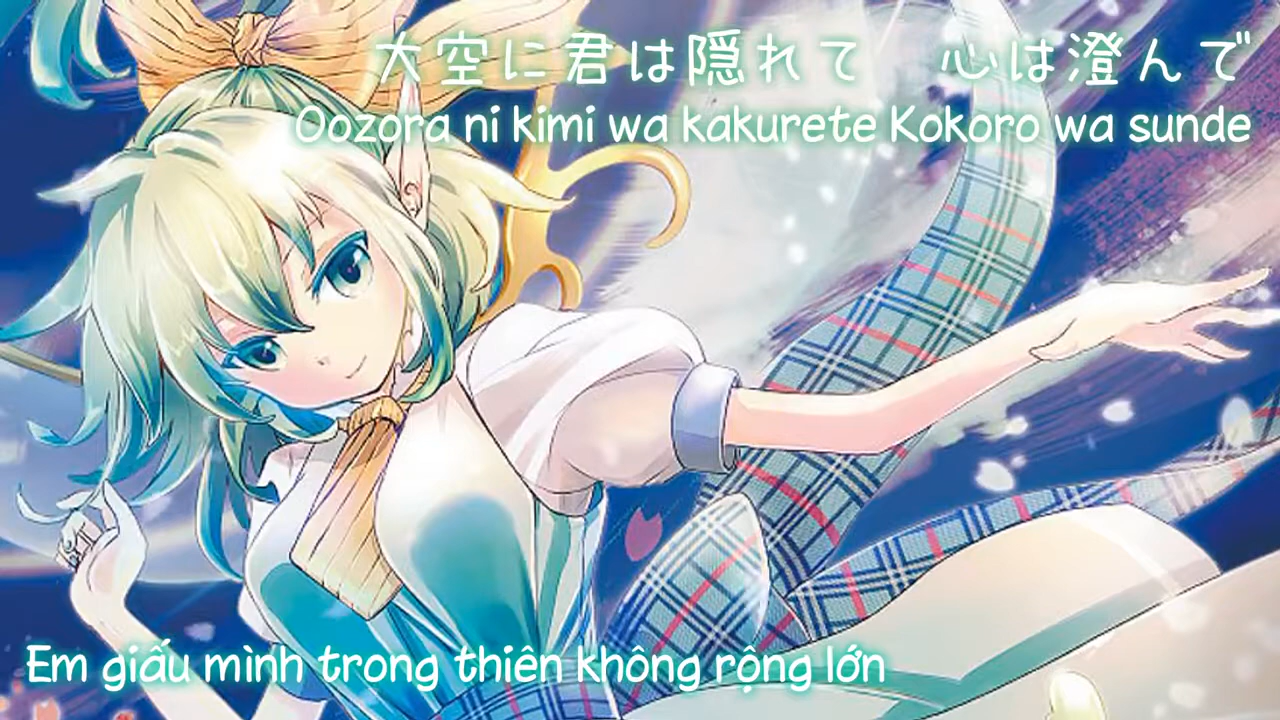 大空に君は隠れて　心は澄んで
Oozora ni kimi wa kakurete Kokoro wa sunde
Em giấu mình trong thiên không rộng lớn